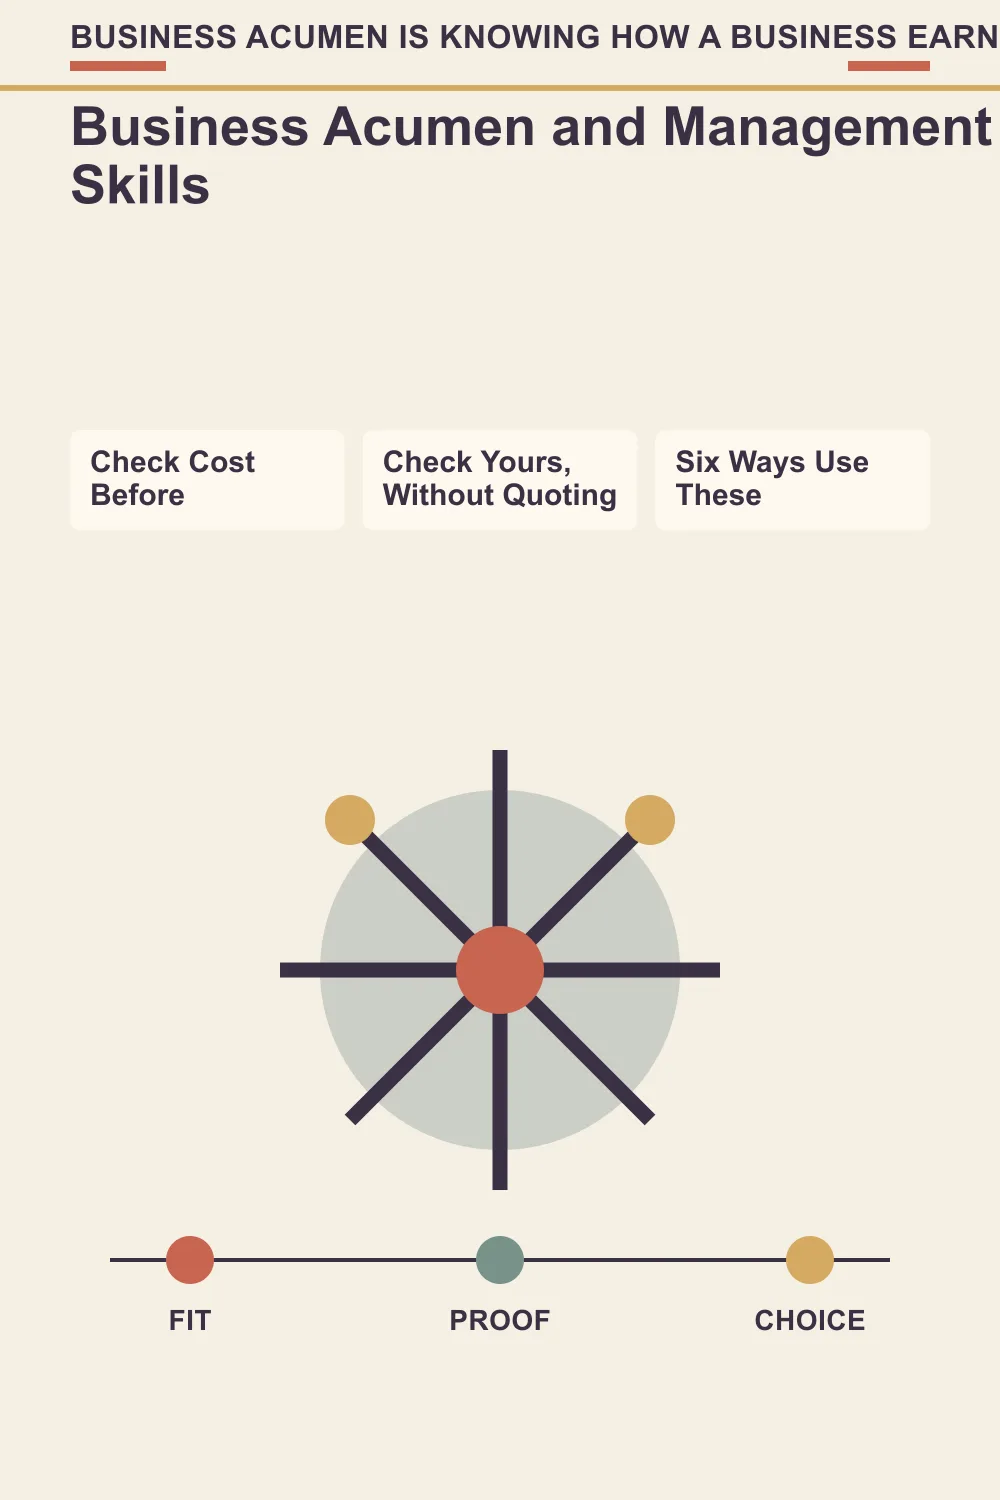 BUSINESS ACUMEN IS KNOWING HOW A BUSINESS EARN
Business Acumen and Management
Skills
Check Cost
Before
Check Yours,
Without Quoting
Six Ways Use
These
FIT
PROOF
CHOICE